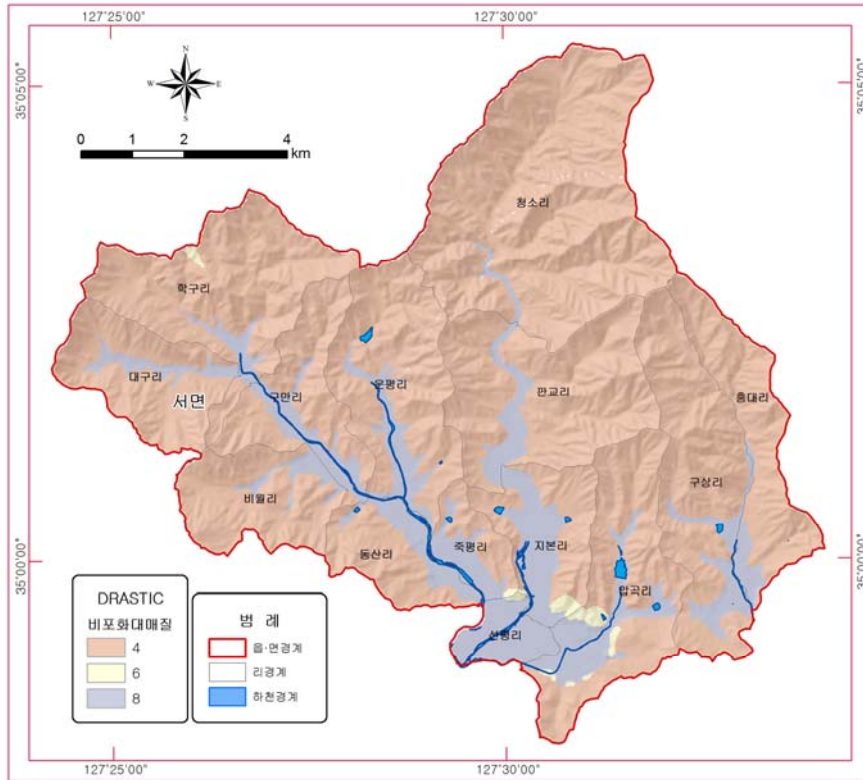 127°25'00"
127°30'00"
35°05'00"
35°05'00"
N
W
E
S
0
1
2
4
km
청소리
학구리
대구리
구만리
운평리
판교리
흥대리
서면
비월리
구상리
동산리
죽평리
지본리
압곡리
선평리
35°00'00"
35°00'00"
DRASTIC
비포화대매질
4
6
8
범 례
읍·면경계
리경계
하천경계
127°25'00"
127°30'00"